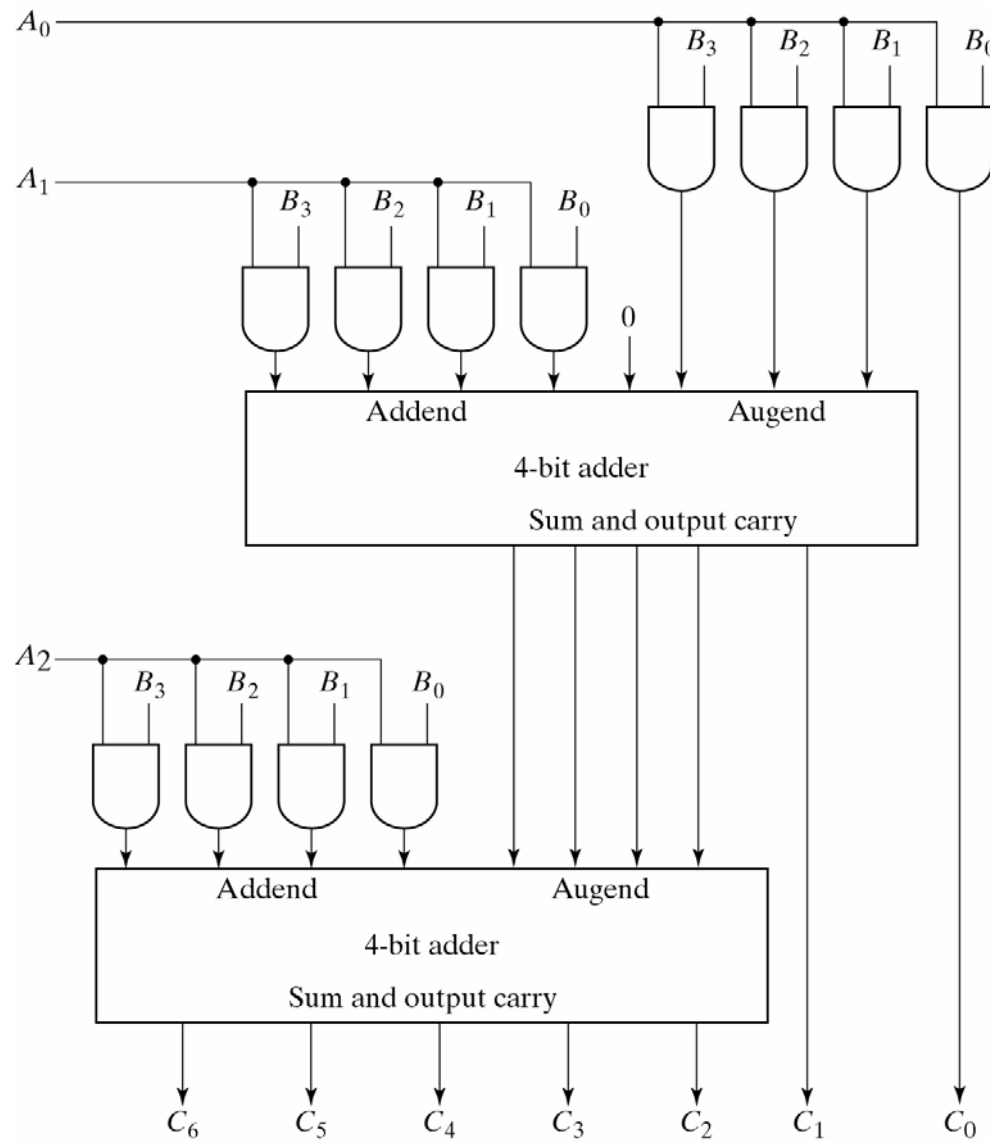 A₀
B₃ B₂ B₁ B₀
A₁
B₃ B₂ B₁ B₀
0
Addend Augend
4-bit adder
Sum and output carry
A₂
B₃ B₂ B₁ B₀
Addend Augend
4-bit adder
Sum and output carry
C₆ C₅ C₄ C₃ C₂ C₁ C₀